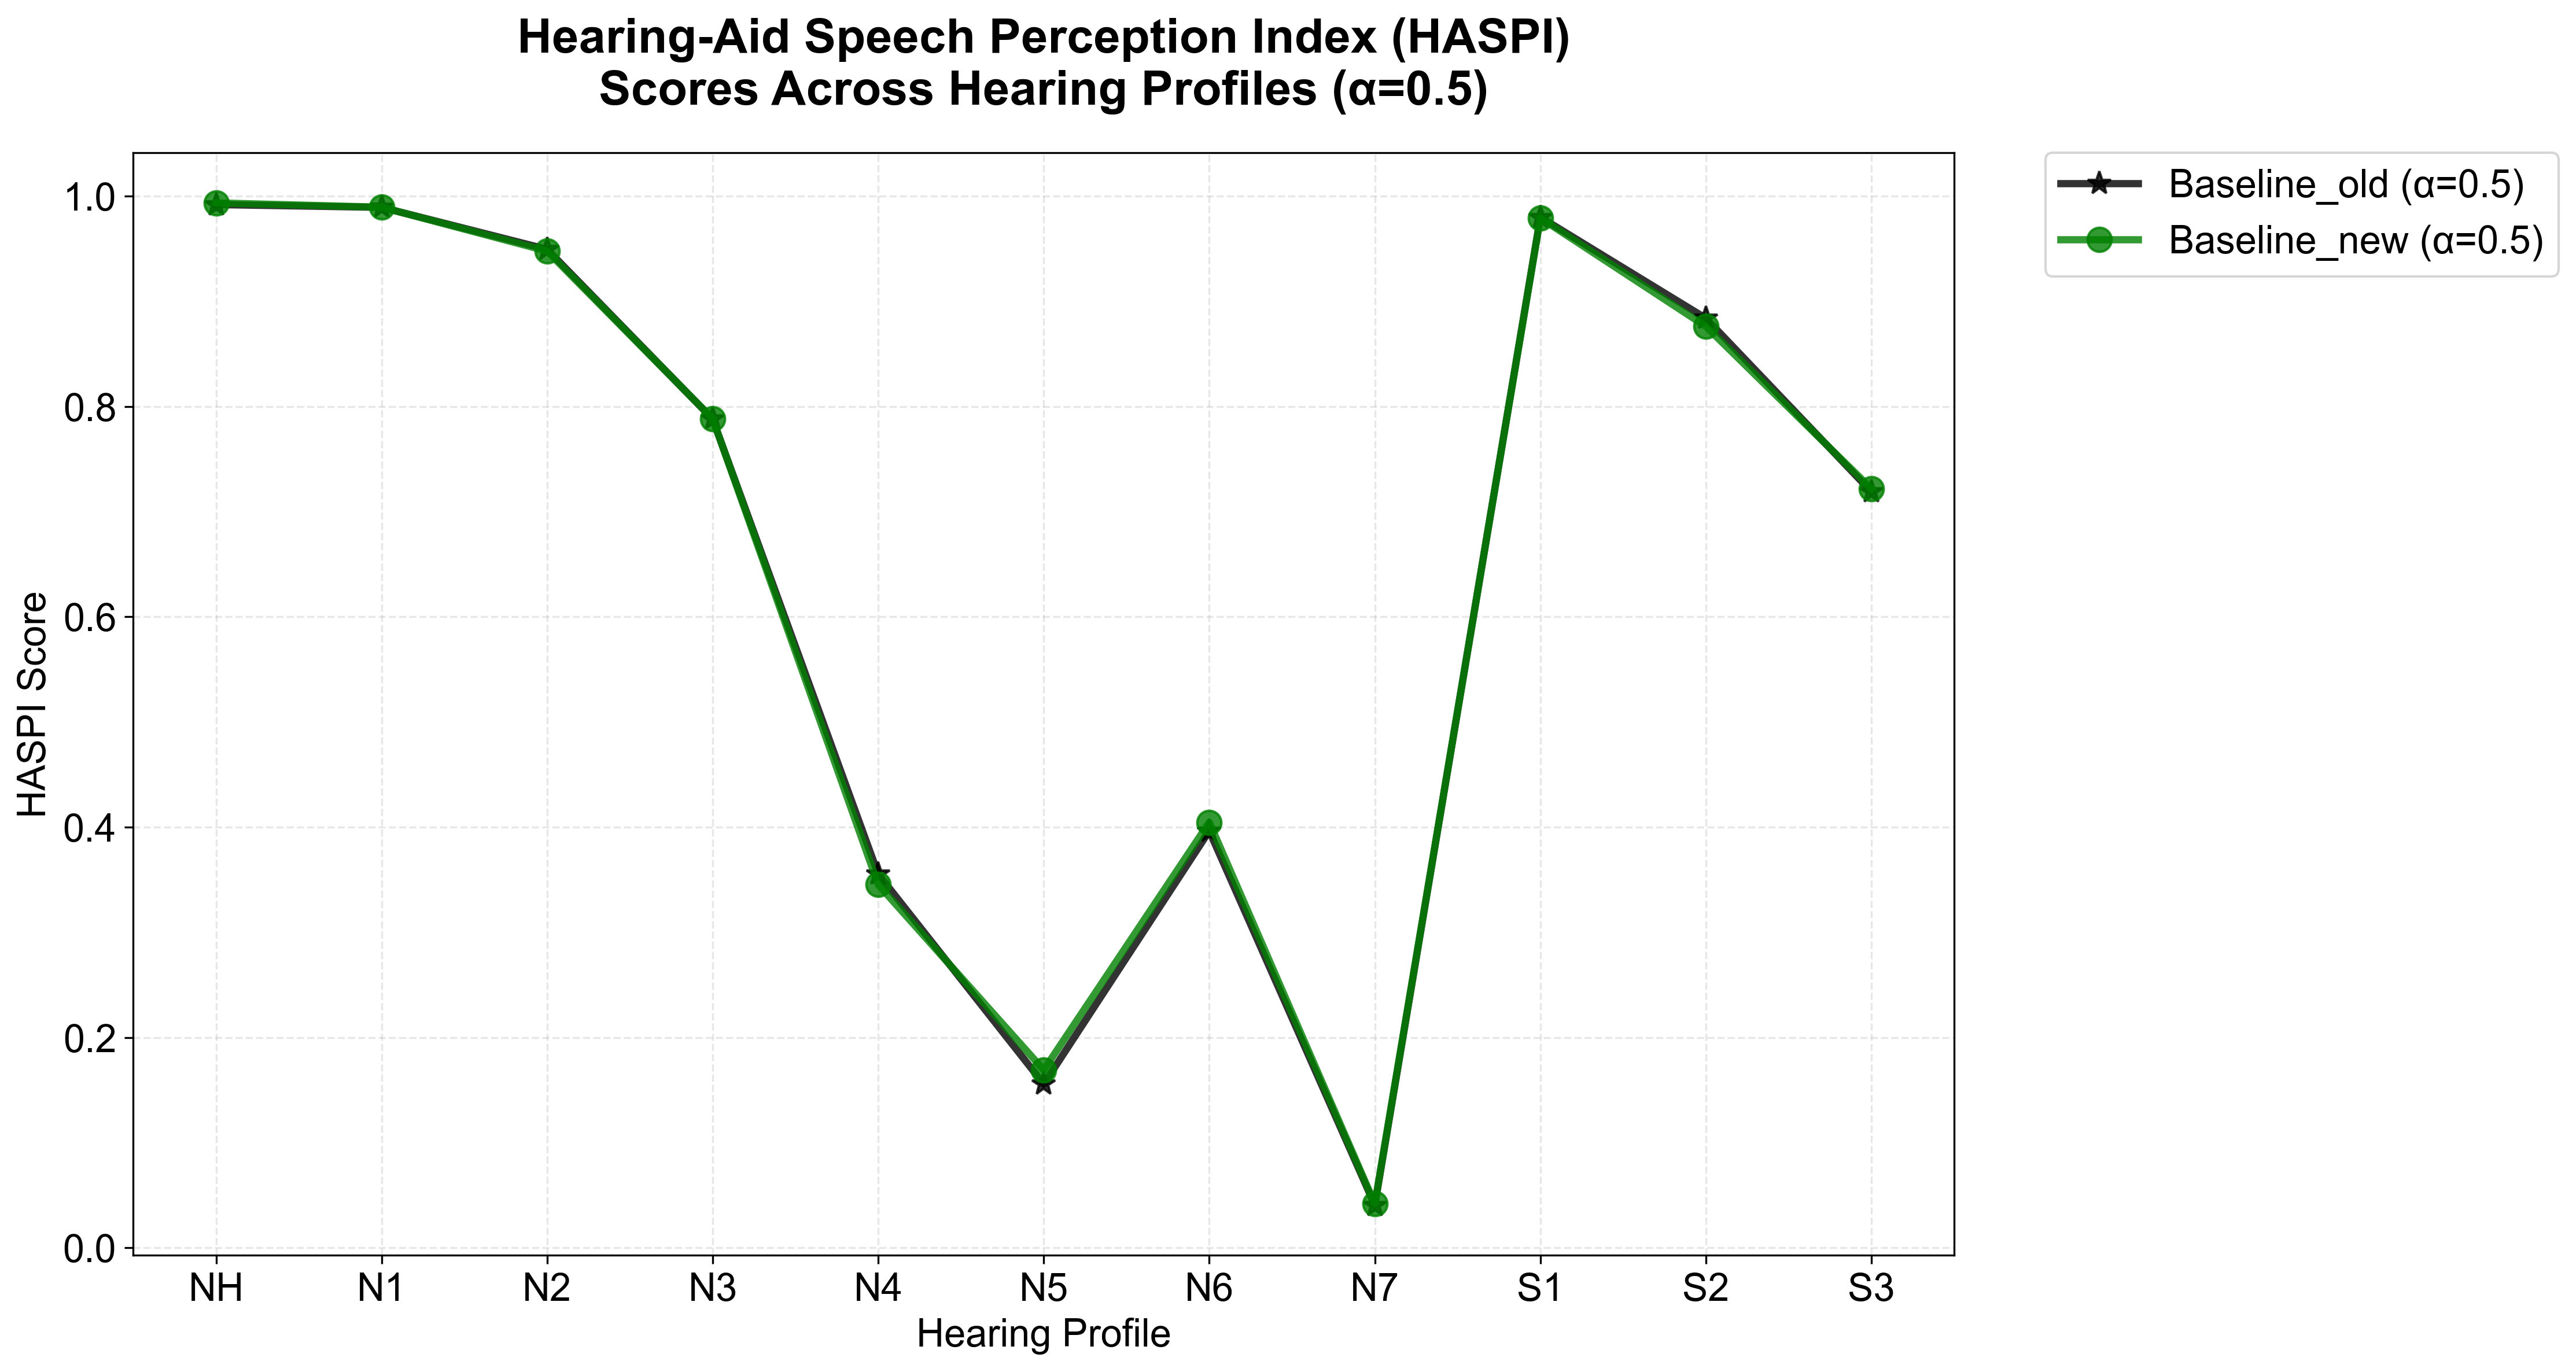 Hearing-Aid Speech Perception Index (HASPI)
Scores Across Hearing Profiles (α=0.5)
Baseline_old (α=0.5)
Baseline_new (α=0.5)
HASPI Score
1.0
0.8
0.6
0.4
0.2
0.0
NH N1 N2 N3 N4 N5 N6 N7 S1 S2 S3
Hearing Profile